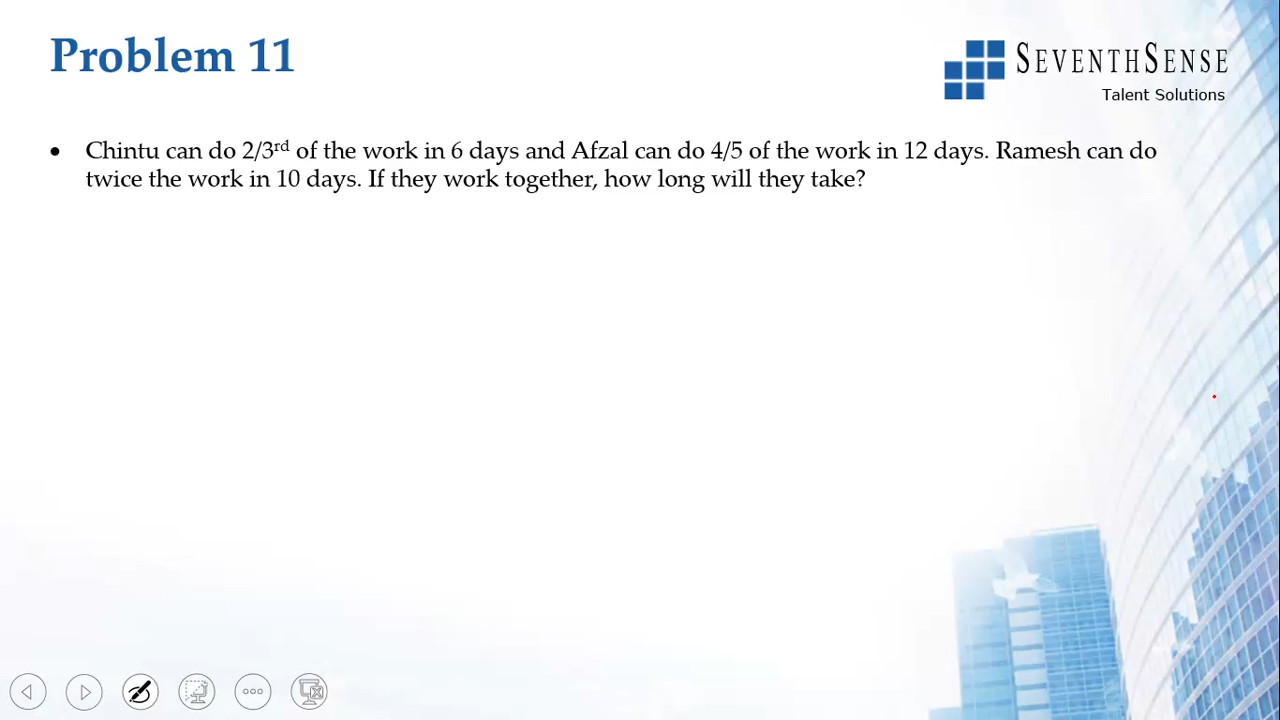 Problem 11
SEVENTHSENSE
Talent Solutions
• Chintu can do 2/3rd of the work in 6 days and Afzal can do 4/5 of the work in 12 days. Ramesh can do
twice the work in 10 days. If they work together, how long will they take?